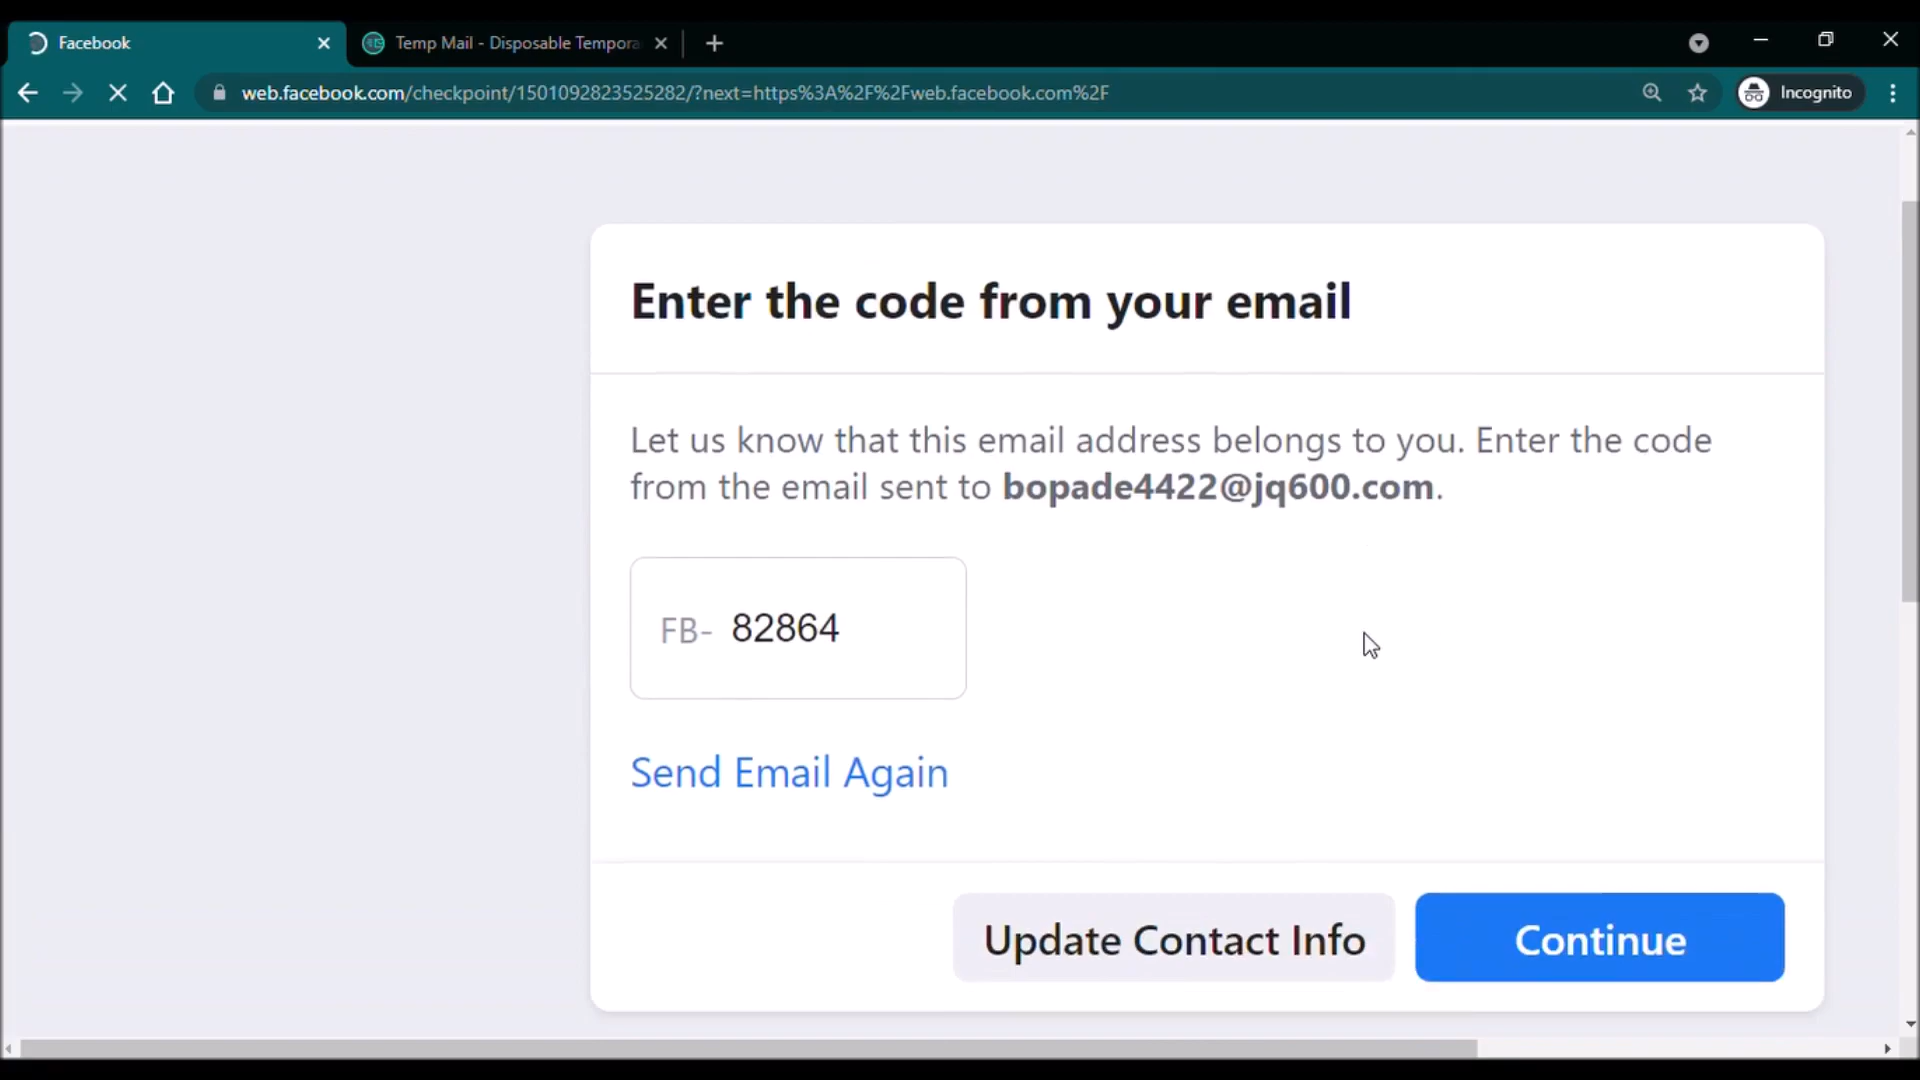 Facebook
Temp Mail - Disposable Tempora
web.facebook.com/checkpoint/1501092823525282/?next=https%3A%2F%2Fweb.facebook.com%2F
Incognito
Enter the code from your email
Let us know that this email address belongs to you. Enter the code
from the email sent to bopade4422@jq600.com.
FB- 82864
Send Email Again
Update Contact Info
Continue